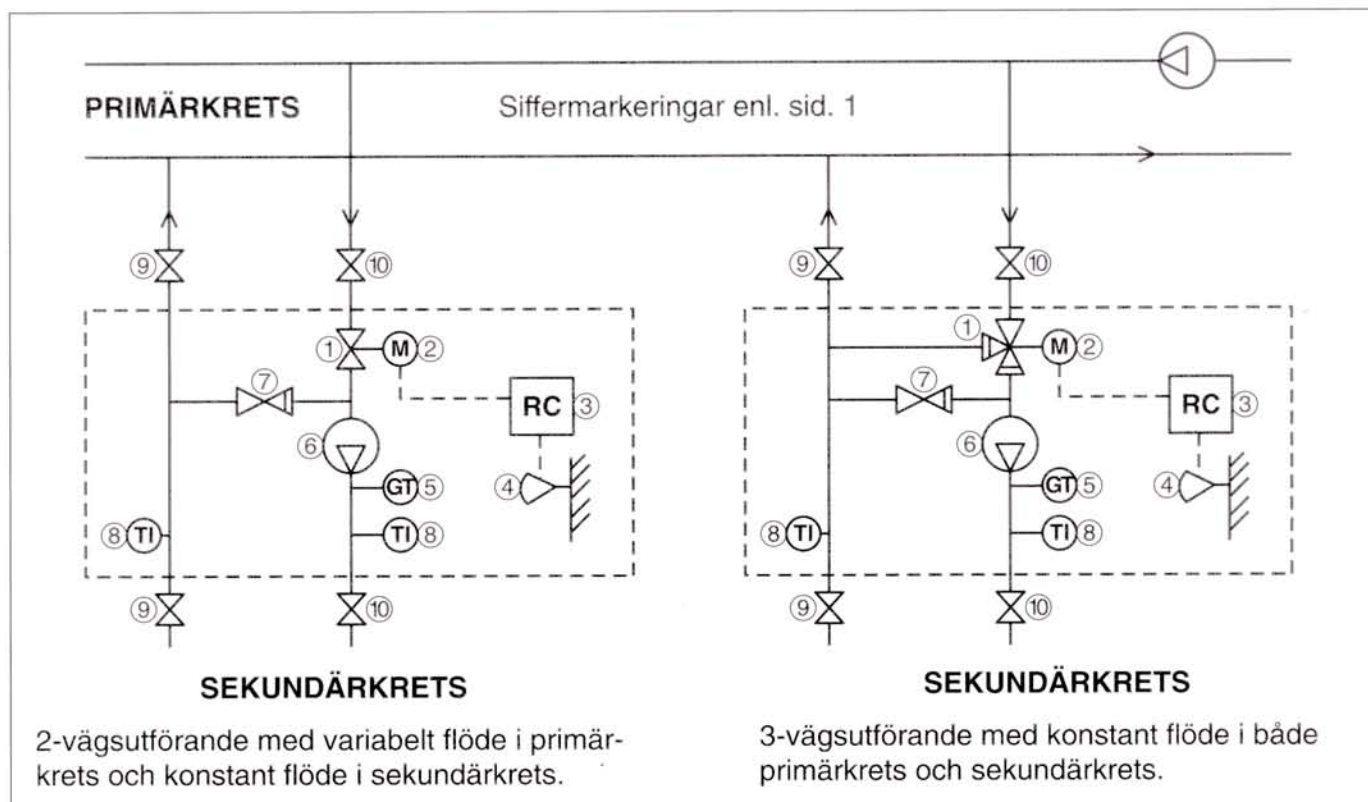 PRIMÄRKRETS
Siffermarkeringar enl. sid. 1
9 10 9 10
1 M 2 1 M 2
7 RC 3 7 RC 3
6 6
4 GT 5 4 GT 5
8 TI TI 8 8 TI TI 8
9 10 9 10
SEKUNDÄRKRETS
2-vägsutförande med variabelt flöde i primär-
krets och konstant flöde i sekundärkrets.
SEKUNDÄRKRETS
3-vägsutförande med konstant flöde i både
primärkrets och sekundärkrets.